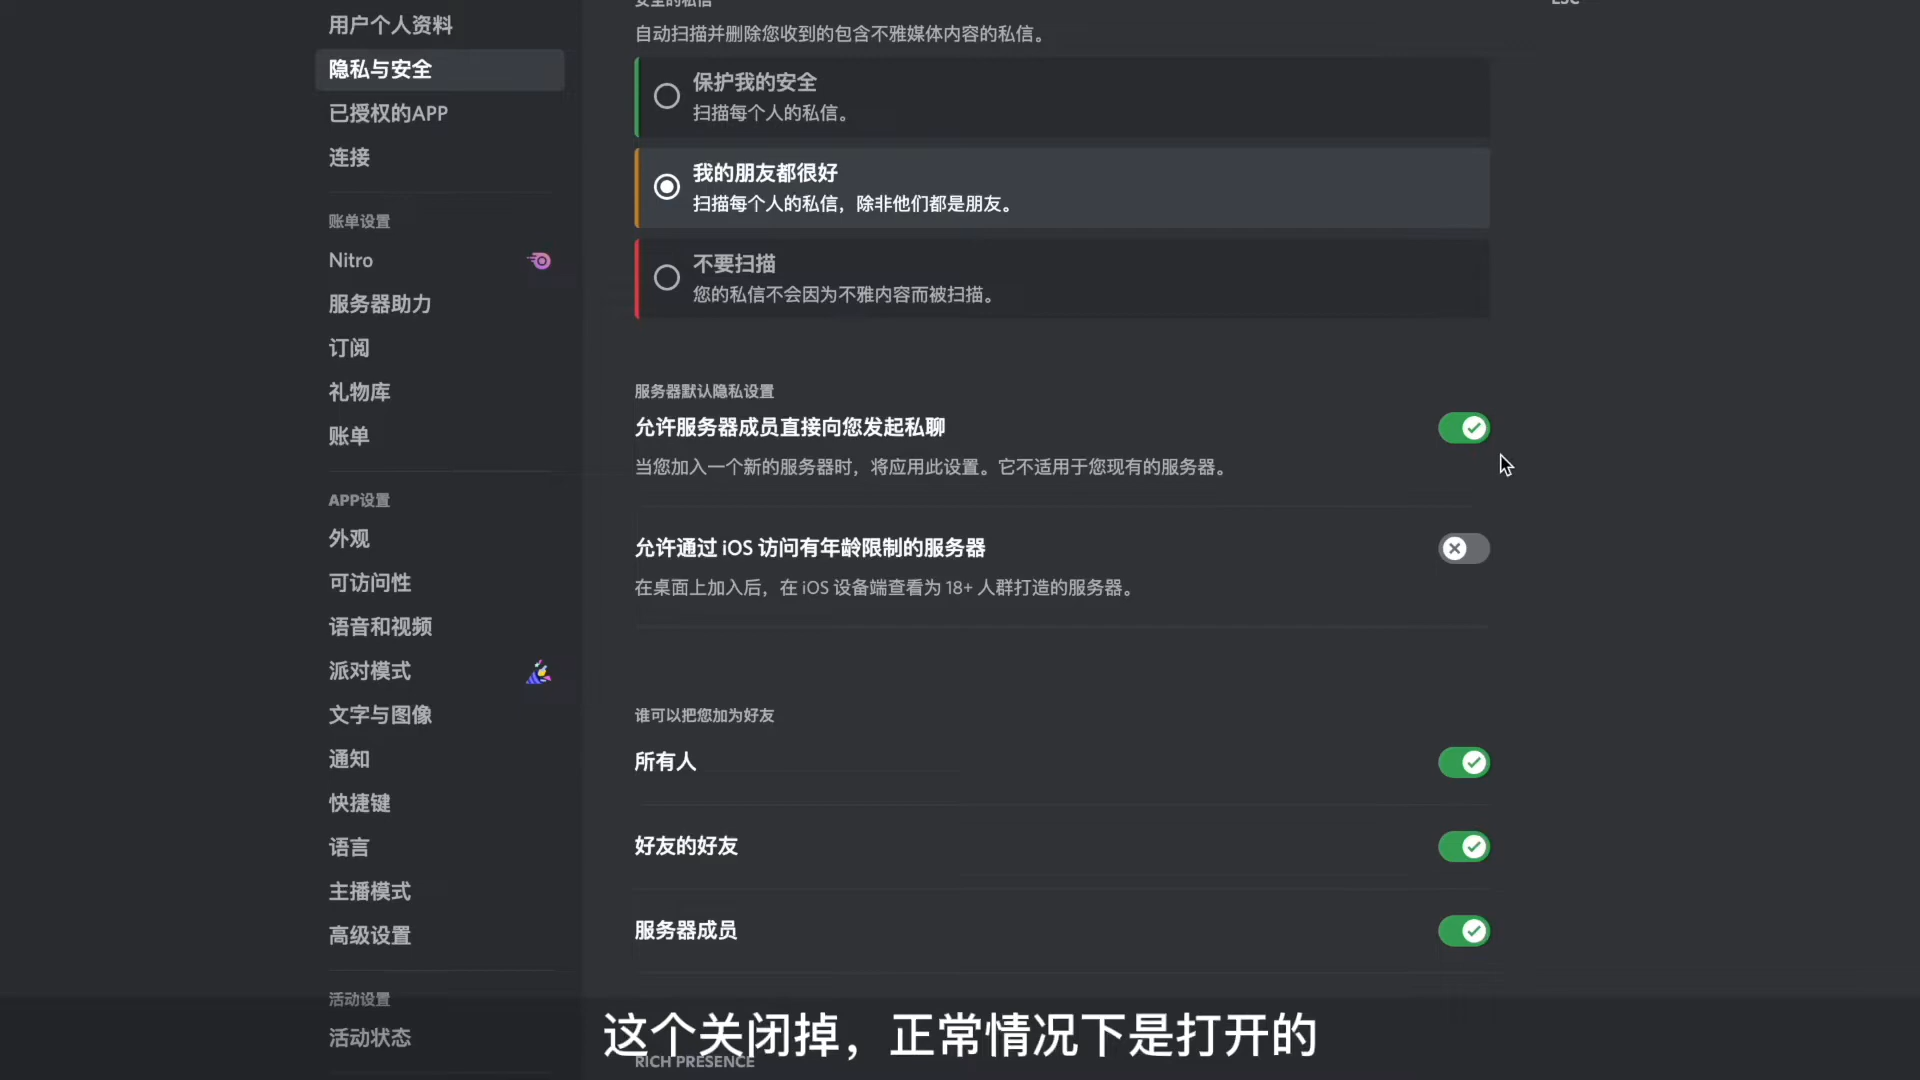 用户个人资料
隐私与安全
已授权的APP
连接
账单设置
Nitro
服务器助力
订阅
礼物库
账单
APP设置
外观
可访问性
语音和视频
派对模式
文字与图像
通知
快捷键
语言
主播模式
高级设置
活动设置
活动状态
安全的私信
自动扫描并删除您收到的包含不雅媒体内容的私信。
保护我的安全
扫描每个人的私信。
我的朋友都很好
扫描每个人的私信，除非他们都是朋友。
不要扫描
您的私信不会因为不雅内容而被扫描。
服务器默认隐私设置
允许服务器成员直接向您发起私聊
当您加入一个新的服务器时，将应用此设置。它不适用于您现有的服务器。
允许通过 iOS 访问有年龄限制的服务器
在桌面上加入后，在 iOS 设备端查看为 18+ 人群打造的服务器。
谁可以把您加为好友
所有人
好友的好友
服务器成员
RICH PRESENCE
ESC
这个关闭掉，正常情况下是打开的